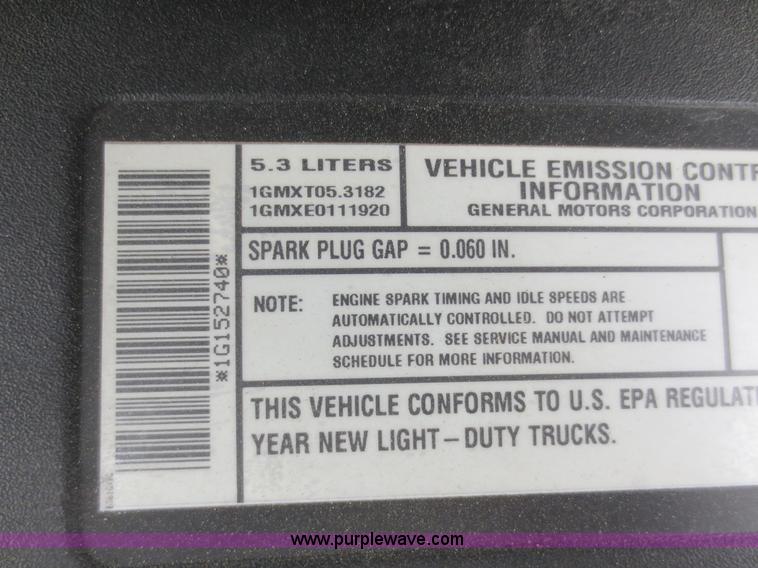 *1G152740*
5.3 LITERS
1GMXT05.3182
1GMXE0111920
VEHICLE EMISSION CONTR
INFORMATION
GENERAL MOTORS CORPORATION
SPARK PLUG GAP = 0.060 IN.
NOTE: ENGINE SPARK TIMING AND IDLE SPEEDS ARE
AUTOMATICALLY CONTROLLED. DO NOT ATTEMPT
ADJUSTMENTS. SEE SERVICE MANUAL AND MAINTENANCE
SCHEDULE FOR MORE INFORMATION.
THIS VEHICLE CONFORMS TO U.S. EPA REGULATI
YEAR NEW LIGHT-DUTY TRUCKS.
www.purplewave.com